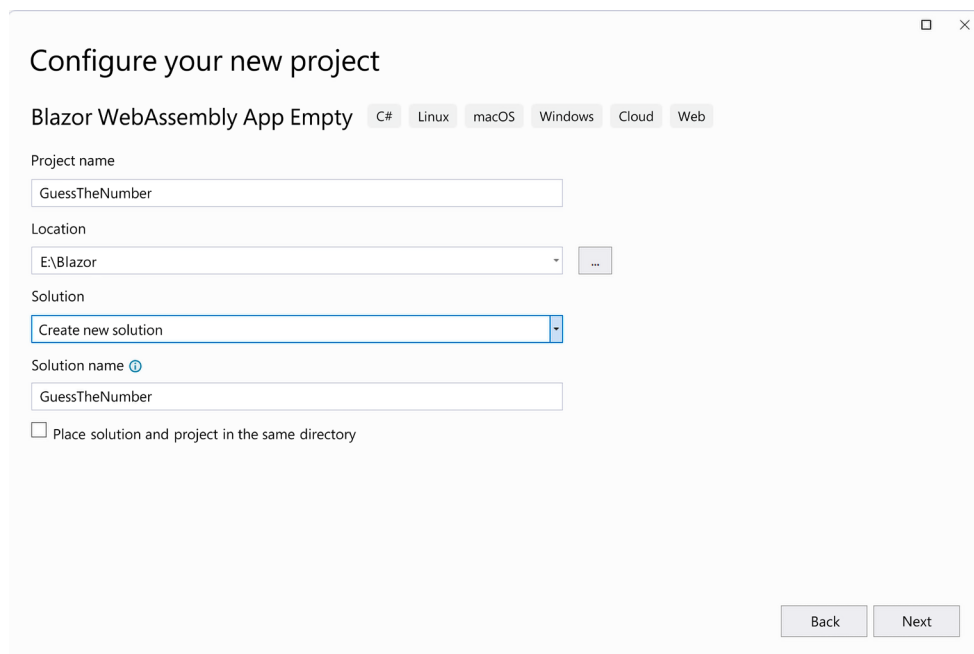 Configure your new project
Blazor WebAssembly App Empty C# Linux macOS Windows Cloud Web
Project name
GuessTheNumber
Location
E:\Blazor ...
Solution
Create new solution
Solution name
GuessTheNumber
Place solution and project in the same directory
Back Next